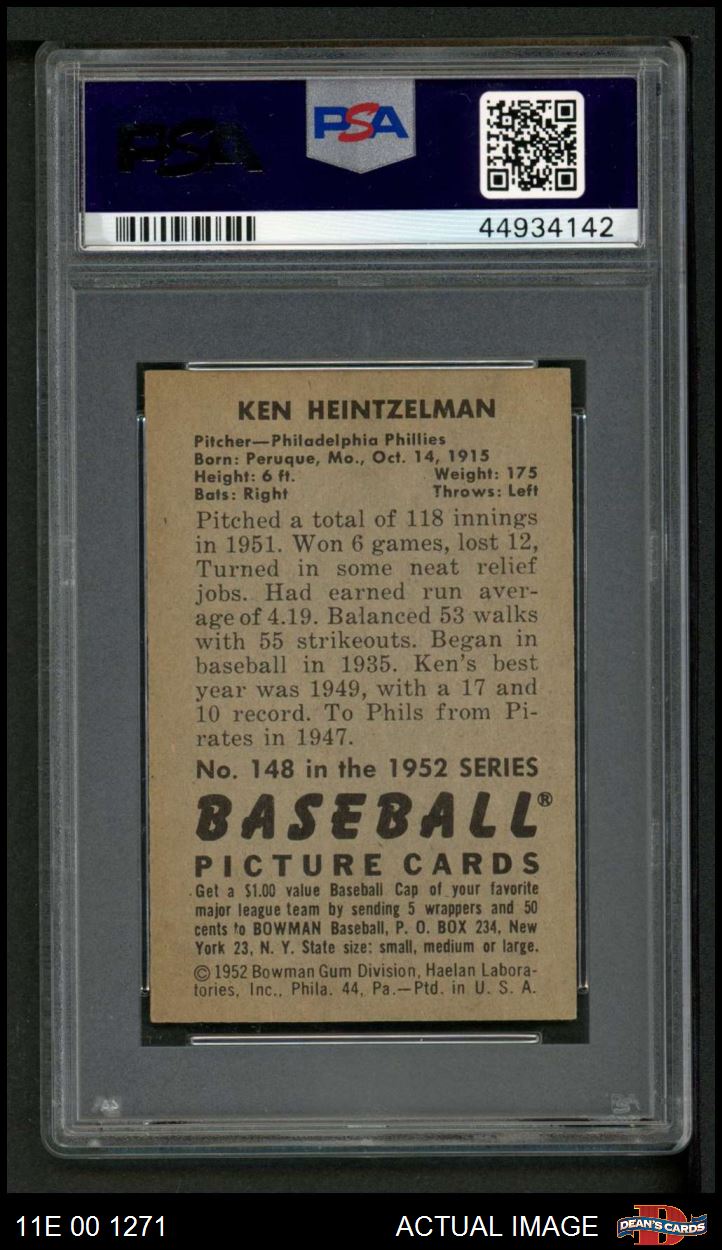 PSA
PSA
44934142
KEN HEINTZELMAN
Pitcher—Philadelphia Phillies
Born: Peruque, Mo., Oct. 14, 1915
Height: 6 ft. Weight: 175
Bats: Right Throws: Left
Pitched a total of 118 innings
in 1951. Won 6 games, lost 12,
Turned in some neat relief
jobs. Had earned run aver-
age of 4.19. Balanced 53 walks
with 55 strikeouts. Began in
baseball in 1935. Ken's best
year was 1949, with a 17 and
10 record. To Phils from Pi-
rates in 1947.
No. 148 in the 1952 SERIES
BASEBALL®
PICTURE CARDS
Get a $1.00 value Baseball Cap of your favorite
major league team by sending 5 wrappers and 50
cents to BOWMAN Baseball, P. O. BOX 234, New
York 23, N. Y. State size: small, medium or large.
© 1952 Bowman Gum Division, Haelan Labora-
tories, Inc., Phila. 44, Pa.—Ptd. in U. S. A.
PSA
11E 00 1271 ACTUAL IMAGE DEAN'S CARDS